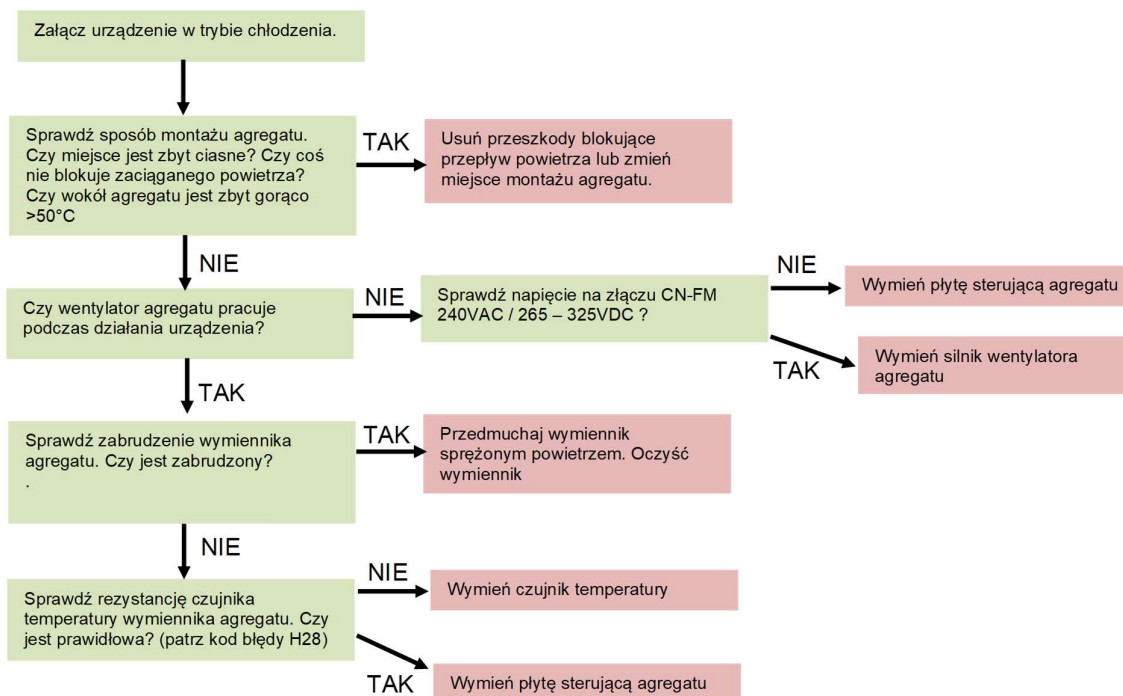 Załącz urządzenie w trybie chłodzenia.
Sprawdź sposób montażu agregatu.
Czy miejsce jest zbyt ciasne? Czy coś
nie blokuje zaciąganego powietrza?
Czy wokół agregatu jest zbyt gorąco
>50°C
TAK
Usuń przeszkody blokujące
przepływ powietrza lub zmień
miejsce montażu agregatu.
NIE
Czy wentylator agregatu pracuje
podczas działania urządzenia?
NIE
Sprawdź napięcie na złączu CN-FM
240VAC / 265 – 325VDC ?
NIE
Wymień płytę sterującą agregatu
TAK
Wymień silnik wentylatora
agregatu
TAK
Sprawdź zabrudzenie wymiennika
agregatu. Czy jest zabrudzony?
.
TAK
Przedmuchaj wymiennik
sprężonym powietrzem. Oczyść
wymiennik
NIE
Sprawdź rezystancję czujnika
temperatury wymiennika agregatu. Czy
jest prawidłowa? (patrz kod błędy H28)
NIE
Wymień czujnik temperatury
TAK
Wymień płytę sterującą agregatu